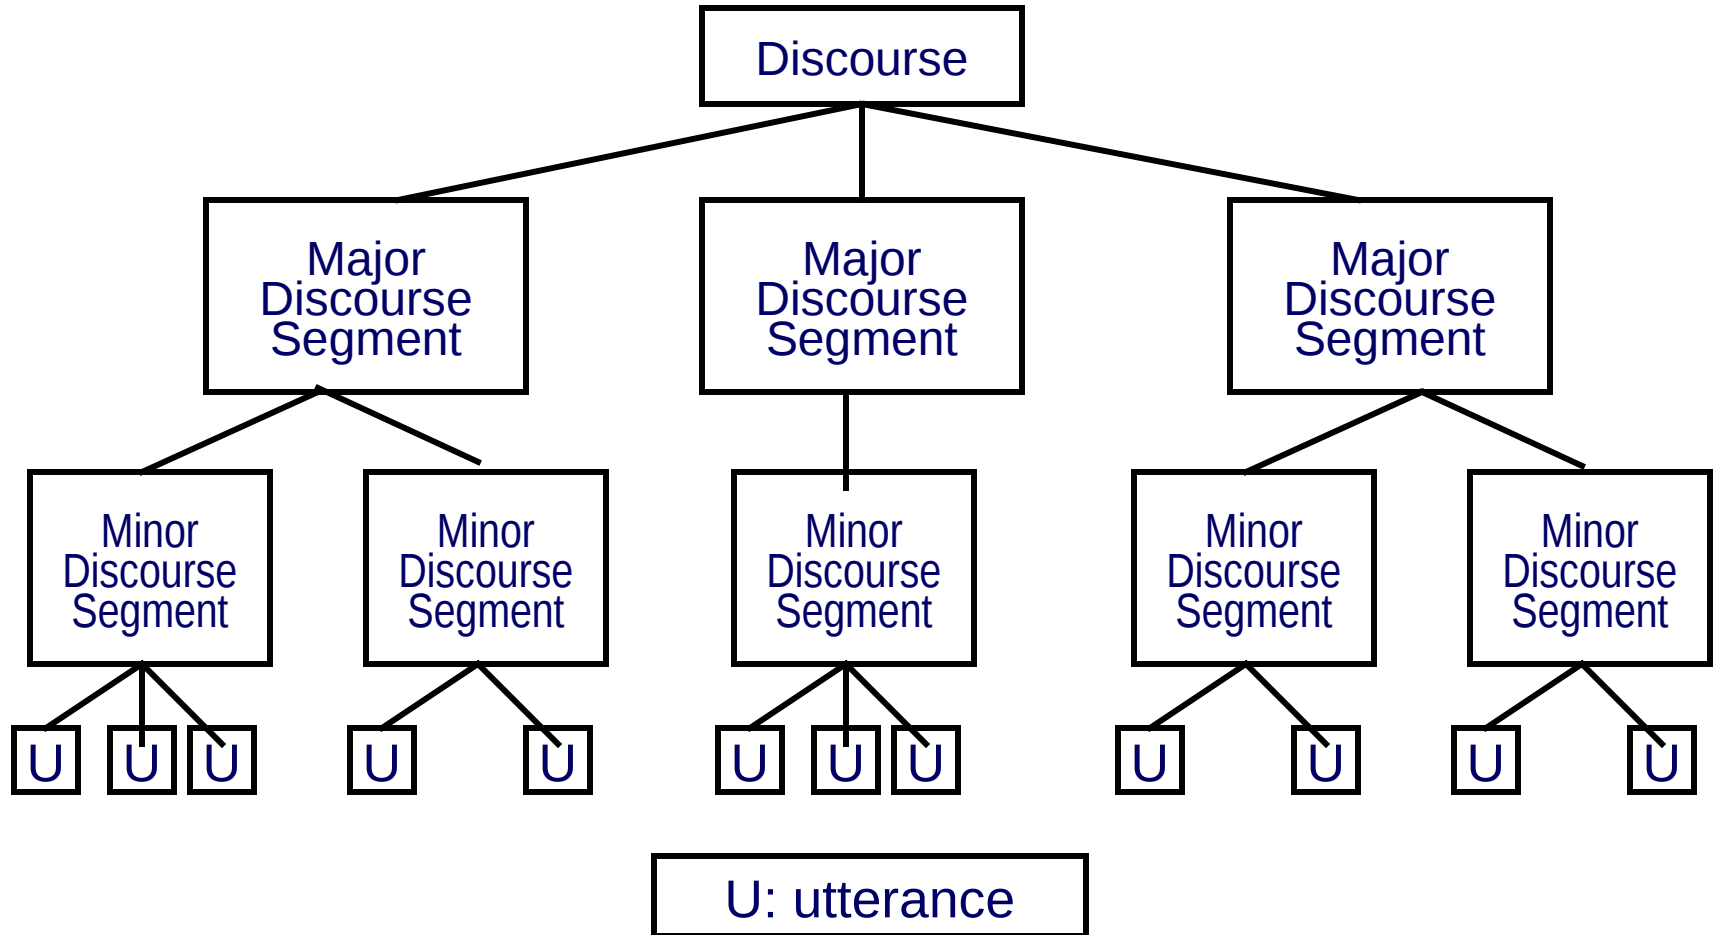 Discourse
Major
Discourse
Segment
Major
Discourse
Segment
Major
Discourse
Segment
Minor
Discourse
Segment
Minor
Discourse
Segment
Minor
Discourse
Segment
Minor
Discourse
Segment
Minor
Discourse
Segment
U
U
U
U
U
U
U
U
U
U
U
U
U: utterance